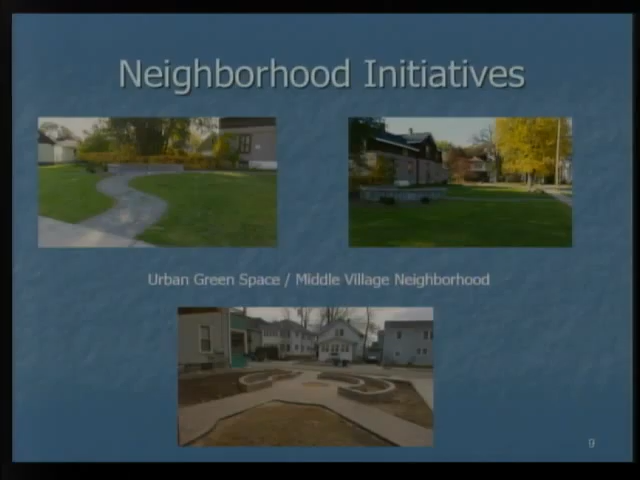 Neighborhood Initiatives
Urban Green Space / Middle Village Neighborhood
9